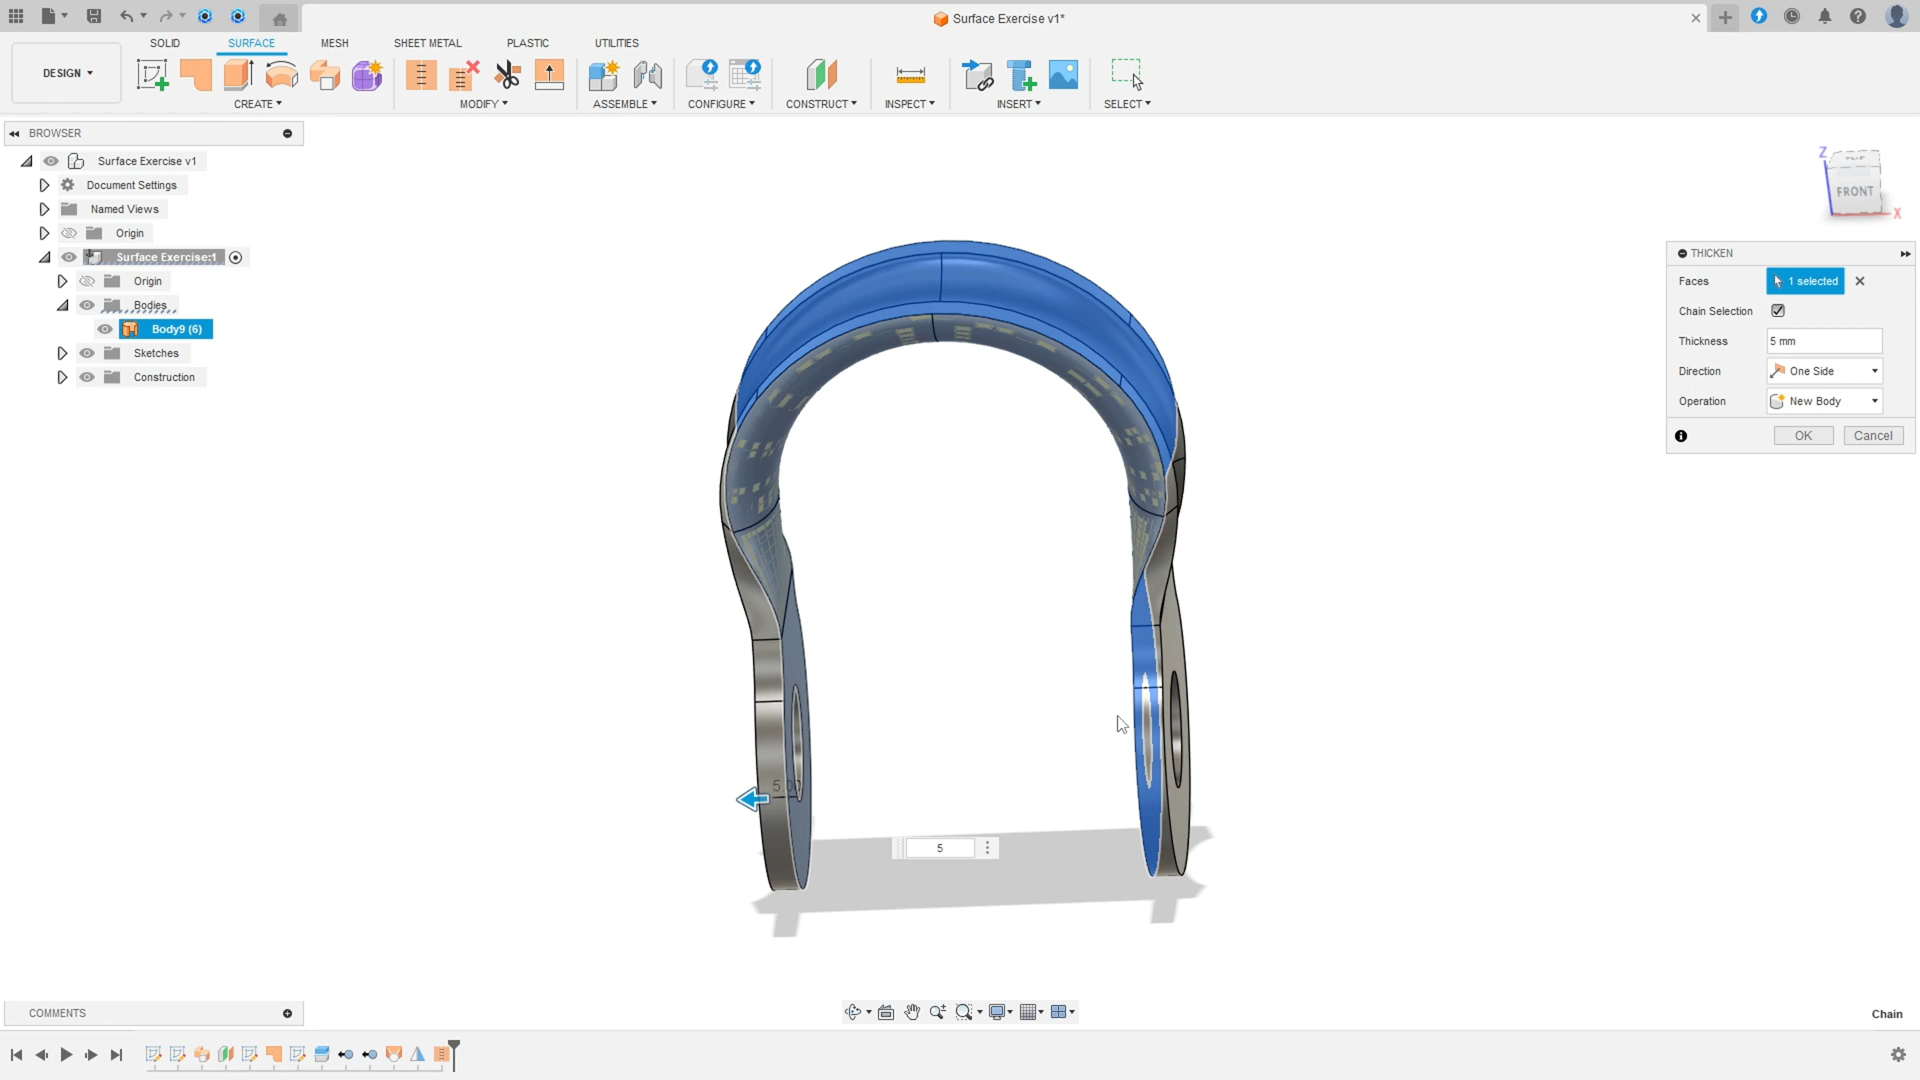 Surface Exercise v1*
DESIGN
SOLID
SURFACE
MESH
SHEET METAL
PLASTIC
UTILITIES
CREATE
MODIFY
ASSEMBLE
CONFIGURE
CONSTRUCT
INSPECT
INSERT
SELECT
BROWSER
Surface Exercise v1
Document Settings
Named Views
Origin
Surface Exercise:1
Origin
Bodies
Body9 (6)
Sketches
Construction
Z
TOP
FRONT
X
THICKEN
Faces 1 selected
Chain Selection
Thickness 5 mm
Direction One Side
Operation New Body
OK Cancel
5
COMMENTS
Chain